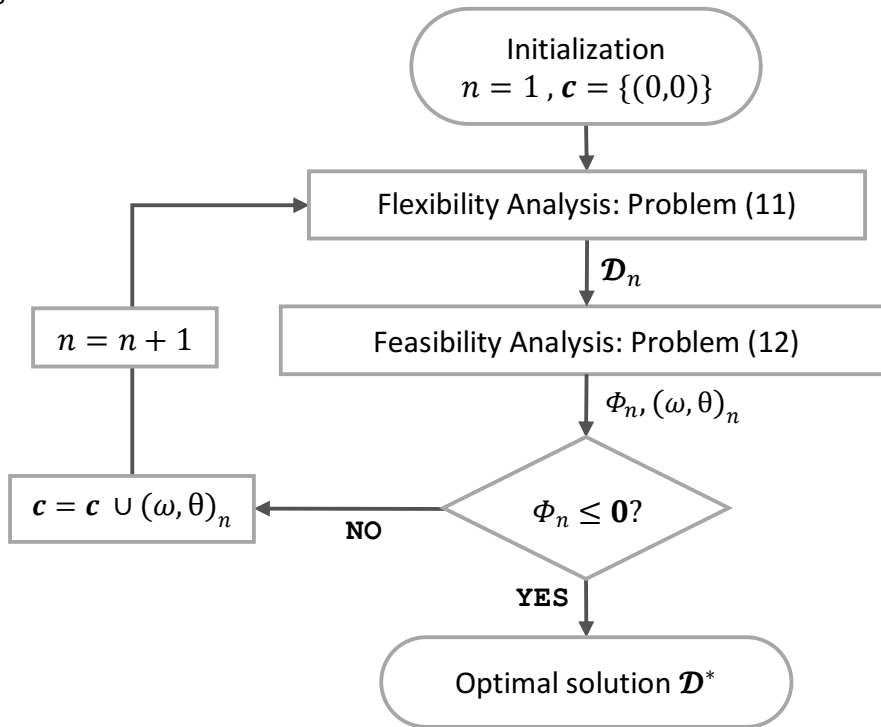 Initialization
n = 1 , c = {(0,0)}
Flexibility Analysis: Problem (11)
𝓓ₙ
n = n + 1
Feasibility Analysis: Problem (12)
Φₙ, (ω, θ)ₙ
c = c ∪ (ω, θ)ₙ
Φₙ ≤ 0?
NO
YES
Optimal solution 𝓓*